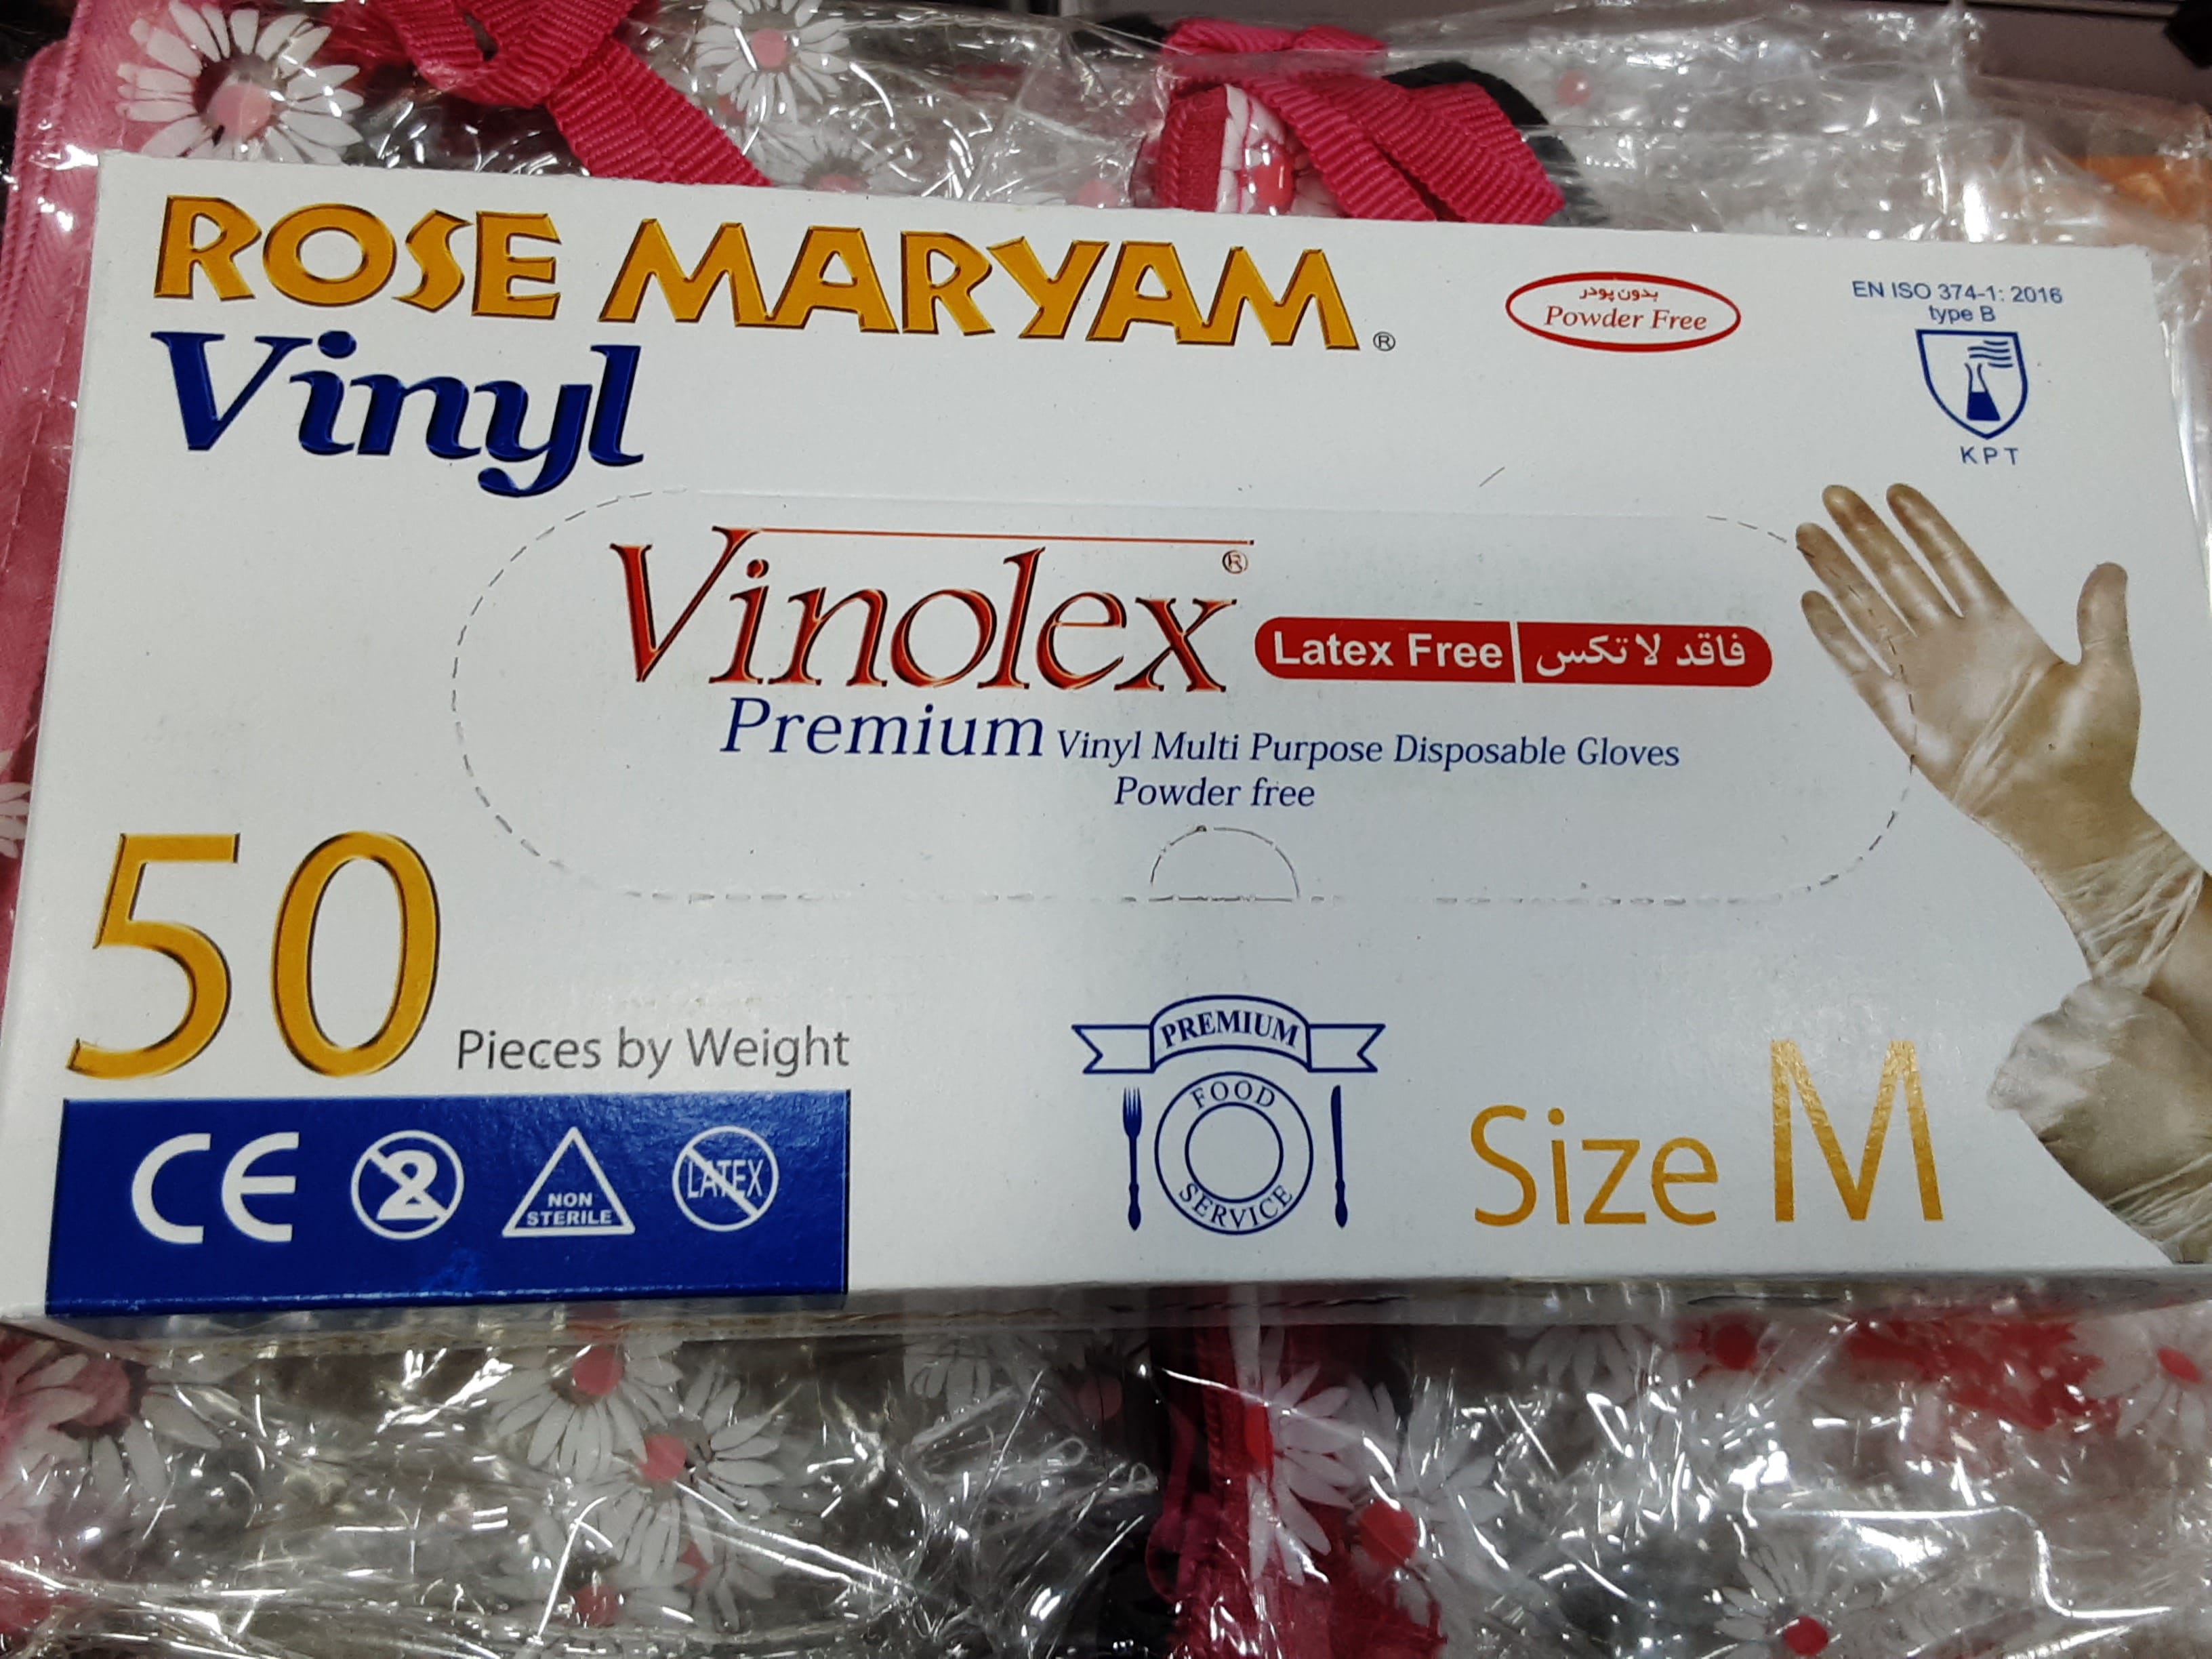 ROSE MARYAM ®
Vinyl
بدون پودر
Powder Free
EN ISO 374-1: 2016
type B
KPT
Vinolex ®
Latex Free فاقد لاتکس
Premium Vinyl Multi Purpose Disposable Gloves
Powder free
50 Pieces by Weight
CE
2
NON
STERILE
LATEX
PREMIUM
FOOD
SERVICE
Size M